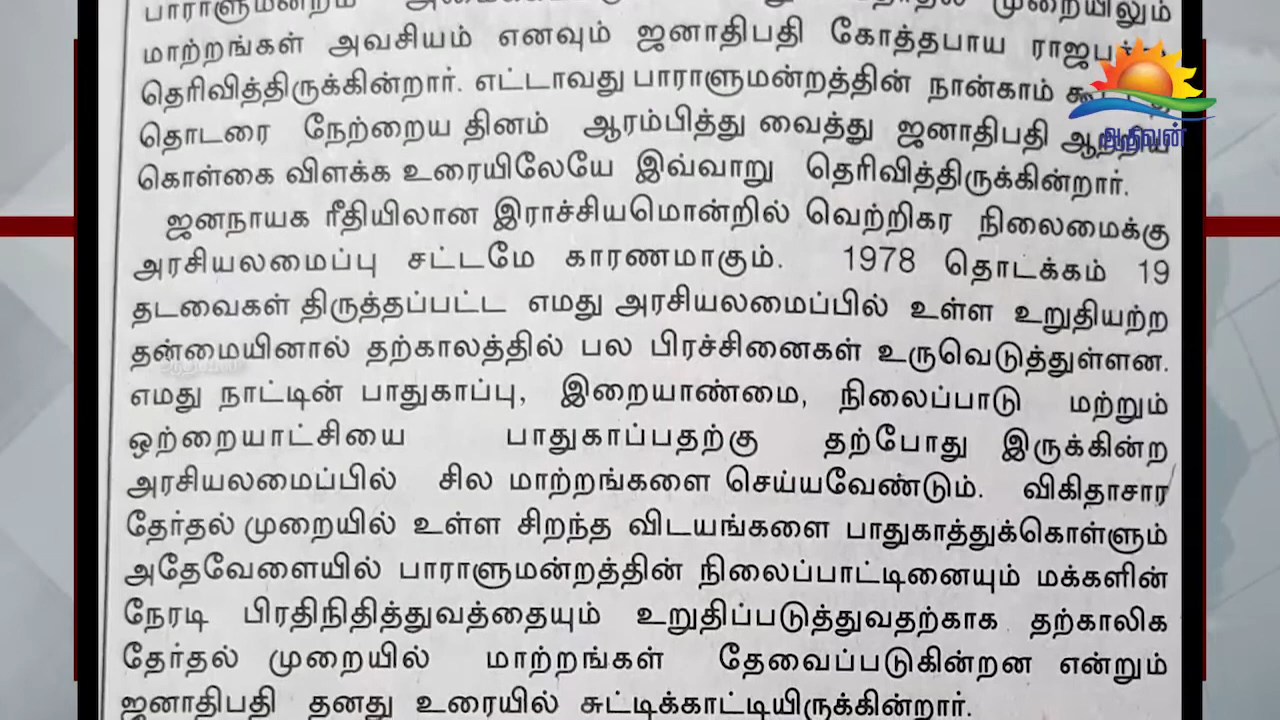 பாராளுமன்றம் முறையிலும்
மாற்றங்கள் அவசியம் எனவும் ஜனாதிபதி கோத்தபாய
தெரிவித்திருக்கின்றார். எட்டாவது பாராளுமன்றத்தின் நான்காம்
தொடரை நேற்றைய தினம் ஆரம்பித்து வைத்து ஜனாதிபதி ஆற்றிய
கொள்கை விளக்க உரையிலேயே இவ்வாறு தெரிவித்திருக்கின்றார்.
ஜனநாயக ரீதியிலான இராச்சியமொன்றில் வெற்றிகர நிலைமைக்கு
அரசியலமைப்பு சட்டமே காரணமாகும். 1978 தொடக்கம் 19
தடவைகள் திருத்தப்பட்ட எமது அரசியலமைப்பில் உள்ள உறுதியற்ற
தன்மையினால் தற்காலத்தில் பல பிரச்சினைகள் உருவெடுத்துள்ளன.
எமது நாட்டின் பாதுகாப்பு, இறையாண்மை, நிலைப்பாடு மற்றும்
ஒற்றையாட்சியை பாதுகாப்பதற்கு தற்போது இருக்கின்ற
அரசியலமைப்பில் சில மாற்றங்களை செய்யவேண்டும். விகிதாசார
தேர்தல் முறையில் உள்ள சிறந்த விடயங்களை பாதுகாத்துக்கொள்ளும்
அதேவேளையில் பாராளுமன்றத்தின் நிலைப்பாட்டினையும் மக்களின்
நேரடி பிரதிநிதித்துவத்தையும் உறுதிப்படுத்துவதற்காக தற்காலிக
தேர்தல் முறையில் மாற்றங்கள் தேவைப்படுகின்றன என்றும்
ஜனாதிபதி தனது உரையில் சுட்டிக்காட்டியிருக்கின்றார்.
ஆதவன்